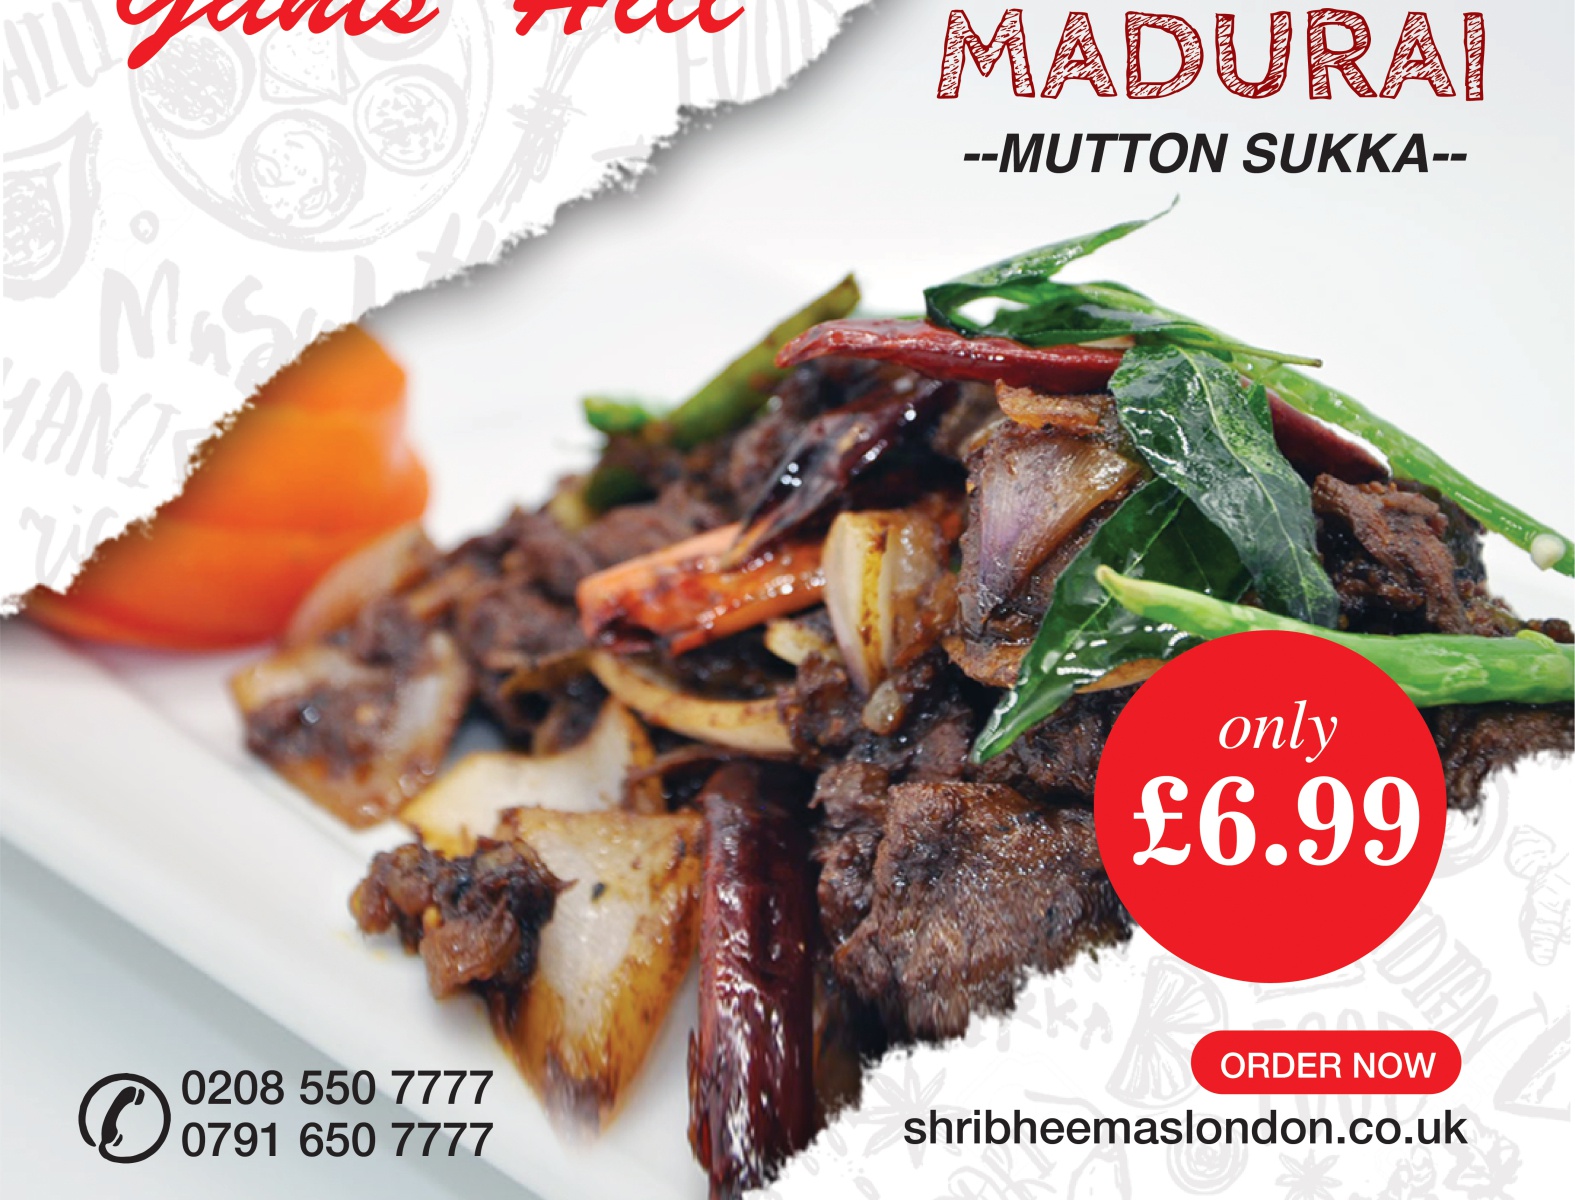 MADURAI
--MUTTON SUKKA--
only
£6.99
ORDER NOW
shribheemaslondon.co.uk
0208 550 7777
0791 650 7777